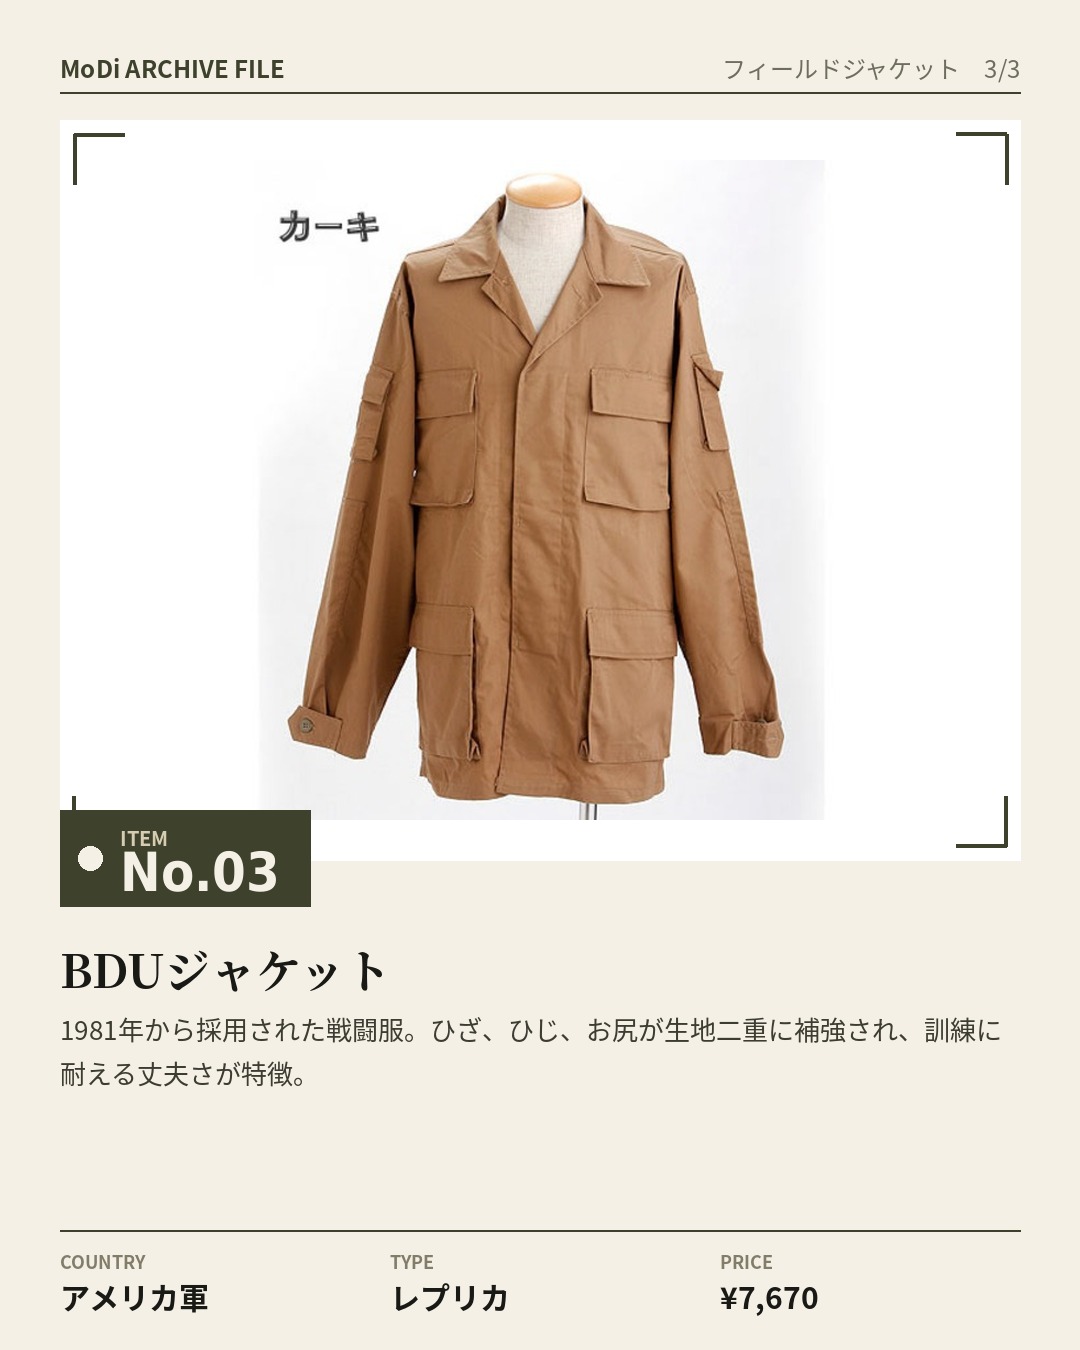 MoDi ARCHIVE FILE
フィールドジャケット 3/3
カーキ
ITEM
No.03
BDUジャケット
1981年から採用された戦闘服。ひざ、ひじ、お尻が生地二重に補強され、訓練に
耐える丈夫さが特徴。
COUNTRY
アメリカ軍
TYPE
レプリカ
PRICE
¥7,670